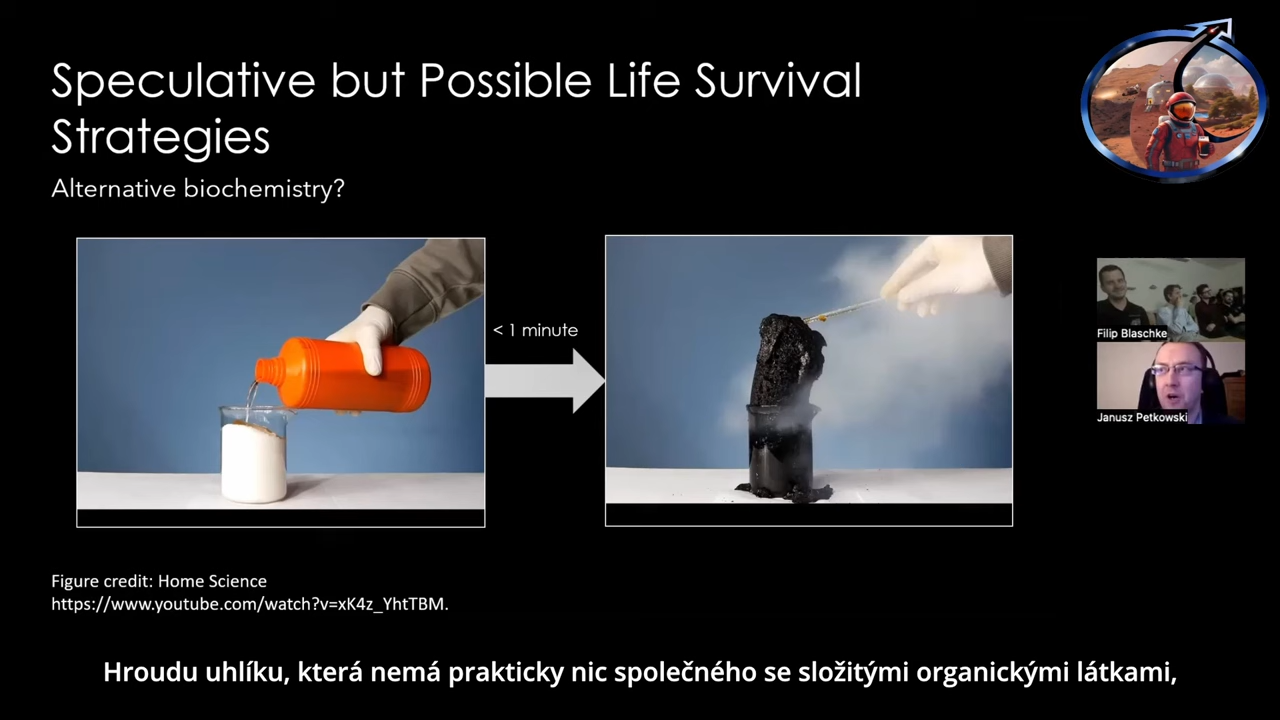 Speculative but Possible Life Survival
Strategies
Alternative biochemistry?
< 1 minute
Filip Blaschke
Janusz Petkowski
Figure credit: Home Science
https://www.youtube.com/watch?v=xK4z_YhtTBM.
Hroudu uhlíku, která nemá prakticky nic společného se složitými organickými látkami,